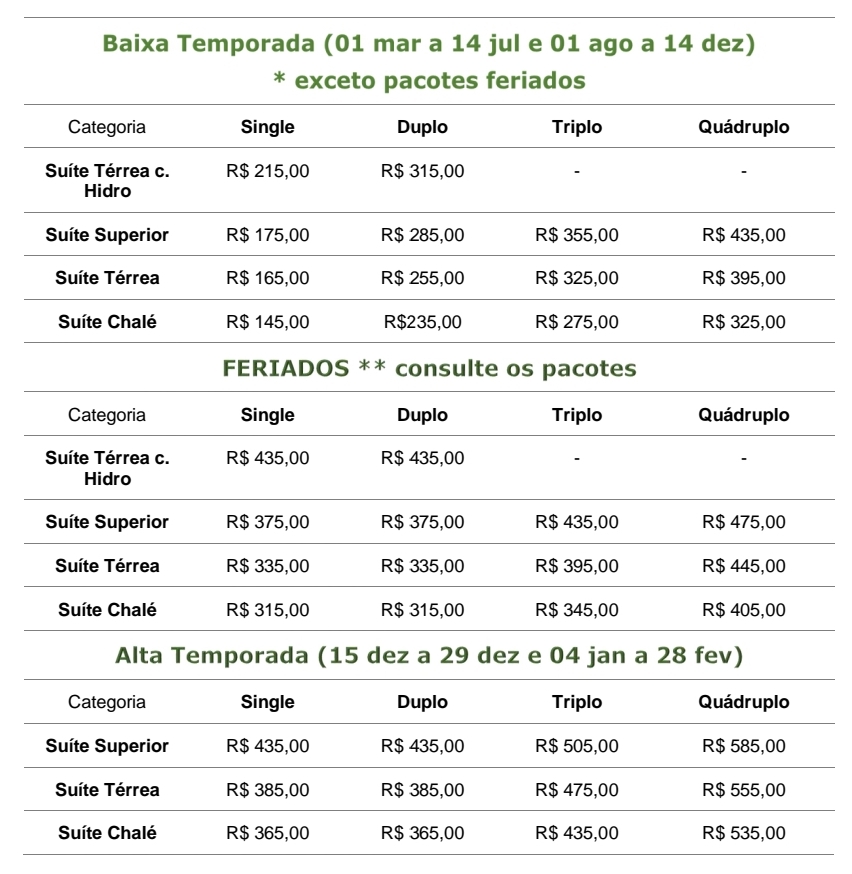 Baixa Temporada (01 mar a 14 jul e 01 ago a 14 dez)
* exceto pacotes feriados
Categoria Single Duplo Triplo Quádruplo
Suíte Térrea c. Hidro R$ 215,00 R$ 315,00 - -
Suíte Superior R$ 175,00 R$ 285,00 R$ 355,00 R$ 435,00
Suíte Térrea R$ 165,00 R$ 255,00 R$ 325,00 R$ 395,00
Suíte Chalé R$ 145,00 R$235,00 R$ 275,00 R$ 325,00
FERIADOS ** consulte os pacotes
Categoria Single Duplo Triplo Quádruplo
Suíte Térrea c. Hidro R$ 435,00 R$ 435,00 - -
Suíte Superior R$ 375,00 R$ 375,00 R$ 435,00 R$ 475,00
Suíte Térrea R$ 335,00 R$ 335,00 R$ 395,00 R$ 445,00
Suíte Chalé R$ 315,00 R$ 315,00 R$ 345,00 R$ 405,00
Alta Temporada (15 dez a 29 dez e 04 jan a 28 fev)
Categoria Single Duplo Triplo Quádruplo
Suíte Superior R$ 435,00 R$ 435,00 R$ 505,00 R$ 585,00
Suíte Térrea R$ 385,00 R$ 385,00 R$ 475,00 R$ 555,00
Suíte Chalé R$ 365,00 R$ 365,00 R$ 435,00 R$ 535,00